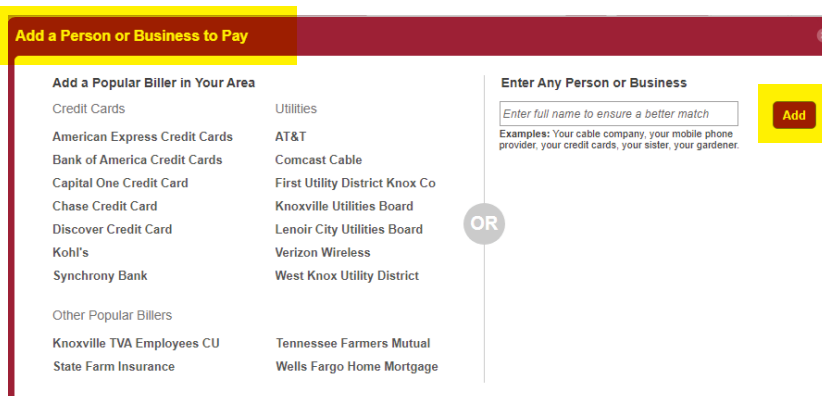 Add a Person or Business to Pay
Add a Popular Biller in Your Area
Credit Cards
American Express Credit Cards
Bank of America Credit Cards
Capital One Credit Card
Chase Credit Card
Discover Credit Card
Kohl's
Synchrony Bank
Utilities
AT&T
Comcast Cable
First Utility District Knox Co
Knoxville Utilities Board
Lenoir City Utilities Board
Verizon Wireless
West Knox Utility District
Other Popular Billers
Knoxville TVA Employees CU
State Farm Insurance
Tennessee Farmers Mutual
Wells Fargo Home Mortgage
OR
Enter Any Person or Business
Enter full name to ensure a better match
Add
Examples: Your cable company, your mobile phone
provider, your credit cards, your sister, your gardener.